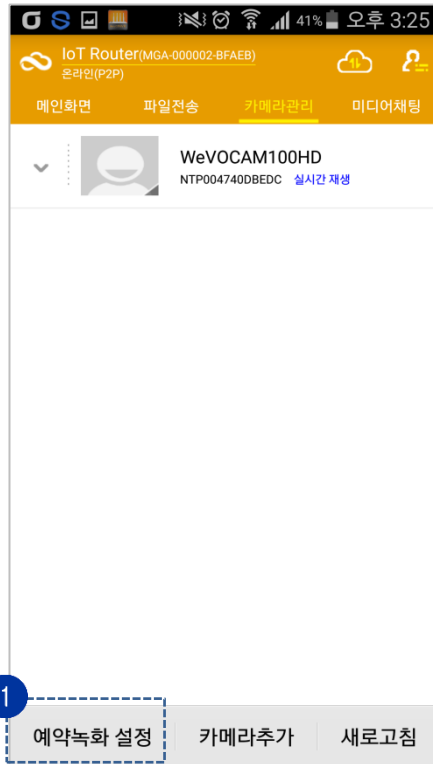 41% 오후 3:25
IoT Router(MGA-000002-BFAEB)
온라인(P2P)
메인화면 파일전송 카메라관리 미디어채팅
WeVOCAM100HD
NTP004740DBEDC 실시간 재생
1
예약녹화 설정 카메라추가 새로고침